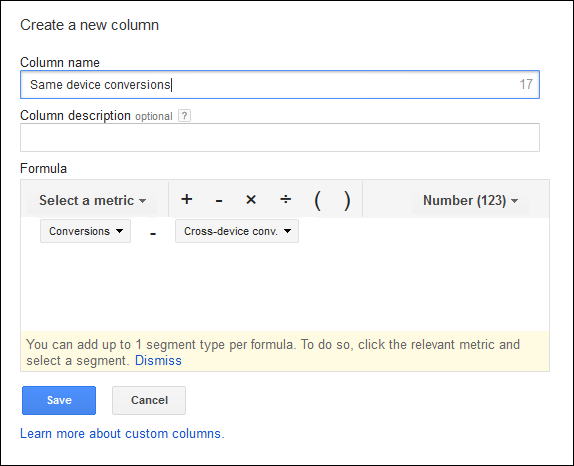 Create a new column
Column name
Same device conversions 17
Column description optional ?
Formula
Select a metric + - × ÷ ( ) Number (123)
Conversions - Cross-device conv.
You can add up to 1 segment type per formula. To do so, click the relevant metric and
select a segment. Dismiss
Save Cancel
Learn more about custom columns.